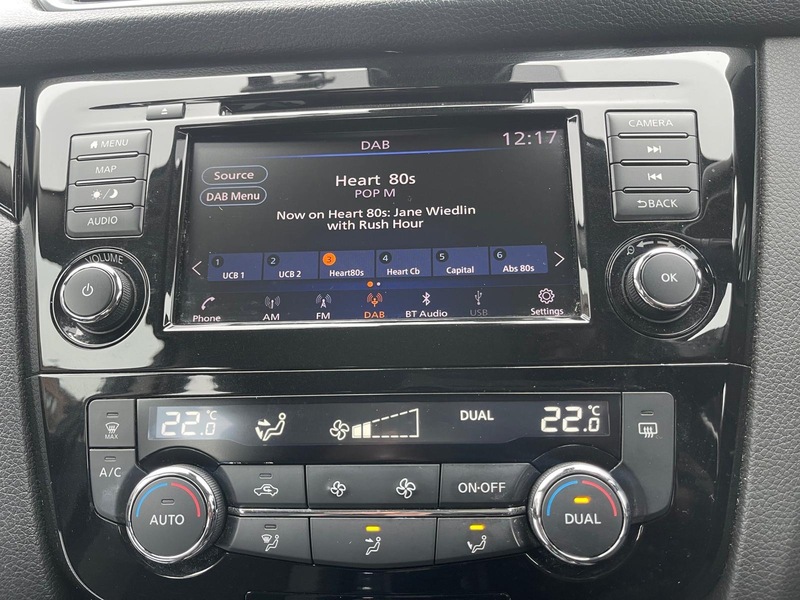 DAB
12:17
MENU
MAP
AUDIO
Source
DAB Menu
Heart 80s
POP M
Now on Heart 80s: Jane Wiedlin
with Rush Hour
1 UCB 1
2 UCB 2
3 Heart80s
4 Heart Cb
5 Capital
6 Abs 80s
Phone
AM
FM
DAB
BT Audio
USB
Settings
CAMERA
BACK
VOLUME
OK
MAX
A/C
22.0 °C
DUAL
22.0 °C
AUTO
ON·OFF
DUAL